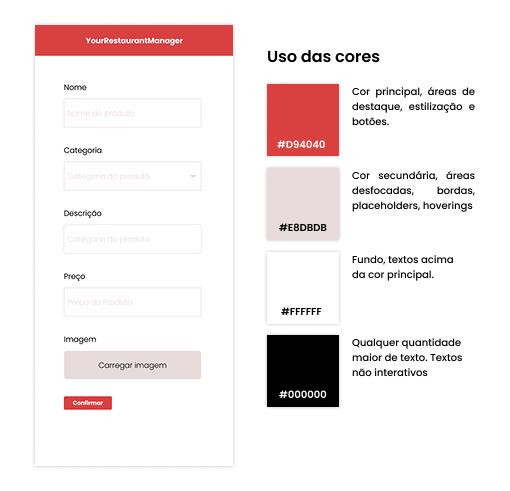 YourRestaurantManager
Nome
Nome do produto
Categoria
Categoria do produto
Descrição
Categoria do produto
Preço
Preço do Produto
Imagem
Carregar imagem
Confirmar
Uso das cores
#D94040
Cor principal, áreas de
destaque, estilização e
botões.
#E8DBDB
Cor secundária, áreas
desfocadas, bordas,
placeholders, hoverings
#FFFFFF
Fundo, textos acima
da cor principal.
#000000
Qualquer quantidade
maior de texto. Textos
não interativos